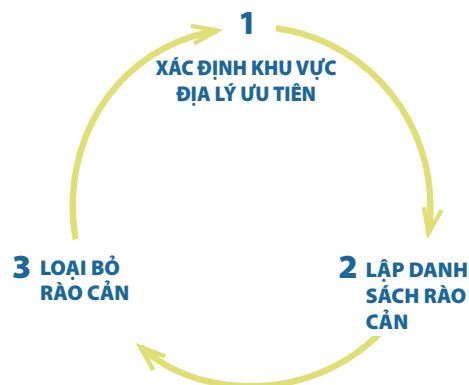 1
XÁC ĐỊNH KHU VỰC
ĐỊA LÝ ƯU TIÊN
2 LẬP DANH
SÁCH RÀO
CẢN
3 LOẠI BỎ
RÀO CẢN